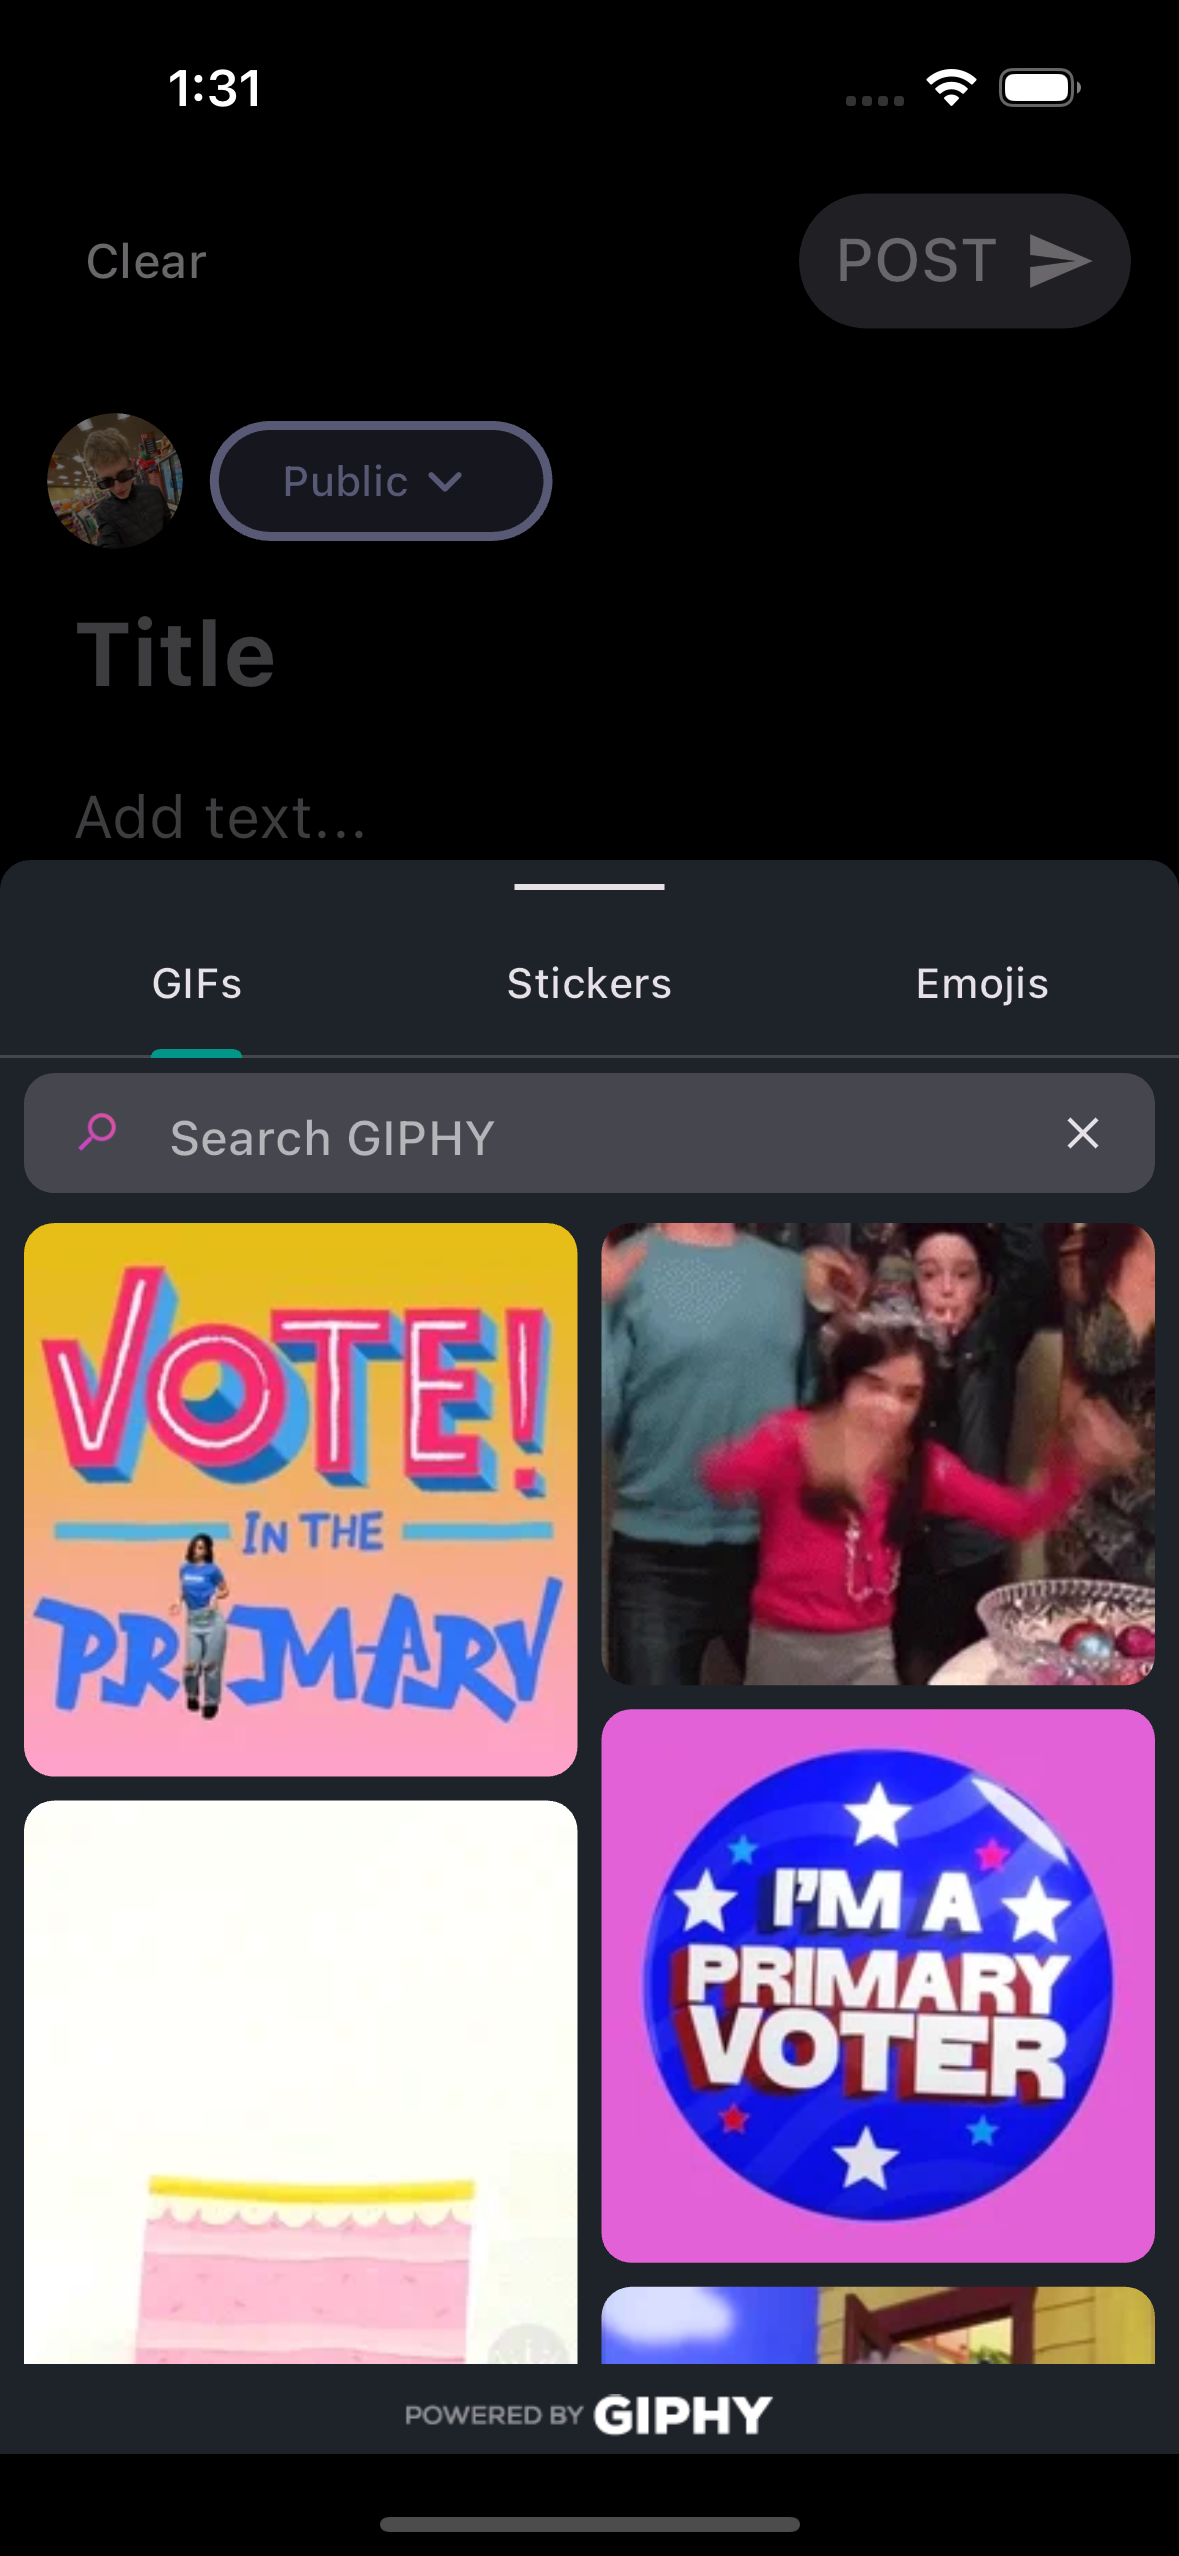 1:31
Clear
POST
Public
Title
Add text...
GIFs
Stickers
Emojis
Search GIPHY
VOTE!
IN THE
PRIMARY
I'M A
PRIMARY
VOTER
POWERED BY GIPHY